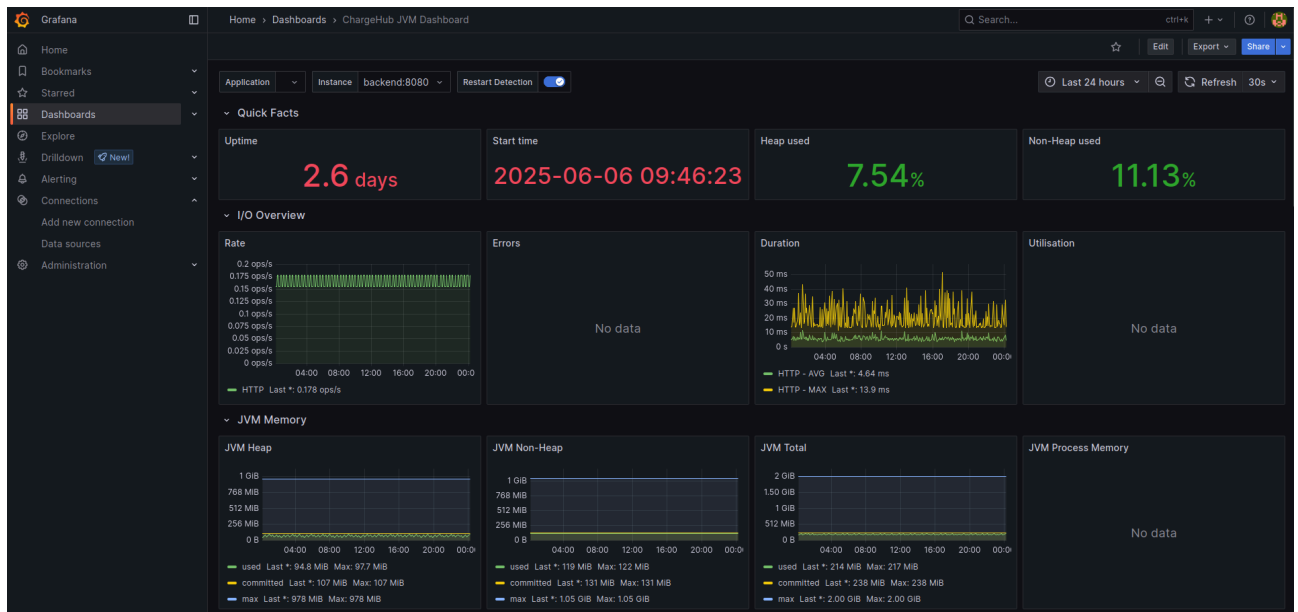 Grafana
Home › Dashboards › ChargeHub JVM Dashboard
Search...
ctrl+k
Home
Bookmarks
Starred
Dashboards
Explore
Drilldown
New!
Alerting
Connections
Add new connection
Data sources
Administration
Edit
Export
Share
Application
Instance
backend:8080
Restart Detection
Last 24 hours
Refresh
30s
Quick Facts
Uptime
2.6 days
Start time
2025-06-06 09:46:23
Heap used
7.54%
Non-Heap used
11.13%
I/O Overview
Rate
0.2 ops/s
0.175 ops/s
0.15 ops/s
0.125 ops/s
0.1 ops/s
0.075 ops/s
0.05 ops/s
0.025 ops/s
0 ops/s
04:00 08:00 12:00 16:00 20:00 00:0
HTTP Last *: 0.178 ops/s
Errors
No data
Duration
50 ms
40 ms
30 ms
20 ms
10 ms
0 s
04:00 08:00 12:00 16:00 20:00 00:0
HTTP - AVG Last *: 4.64 ms
HTTP - MAX Last *: 13.9 ms
Utilisation
No data
JVM Memory
JVM Heap
1 GiB
768 MiB
512 MiB
256 MiB
0 B
04:00 08:00 12:00 16:00 20:00 00:0
used Last *: 94.8 MiB Max: 97.7 MiB
committed Last *: 107 MiB Max: 107 MiB
max Last *: 978 MiB Max: 978 MiB
JVM Non-Heap
1 GiB
768 MiB
512 MiB
256 MiB
0 B
04:00 08:00 12:00 16:00 20:00 00:0
used Last *: 119 MiB Max: 122 MiB
committed Last *: 131 MiB Max: 131 MiB
max Last *: 1.05 GiB Max: 1.05 GiB
JVM Total
2 GiB
1.50 GiB
1 GiB
512 MiB
0 B
04:00 08:00 12:00 16:00 20:00 00:0
used Last *: 214 MiB Max: 217 MiB
committed Last *: 238 MiB Max: 238 MiB
max Last *: 2.00 GiB Max: 2.00 GiB
JVM Process Memory
No data